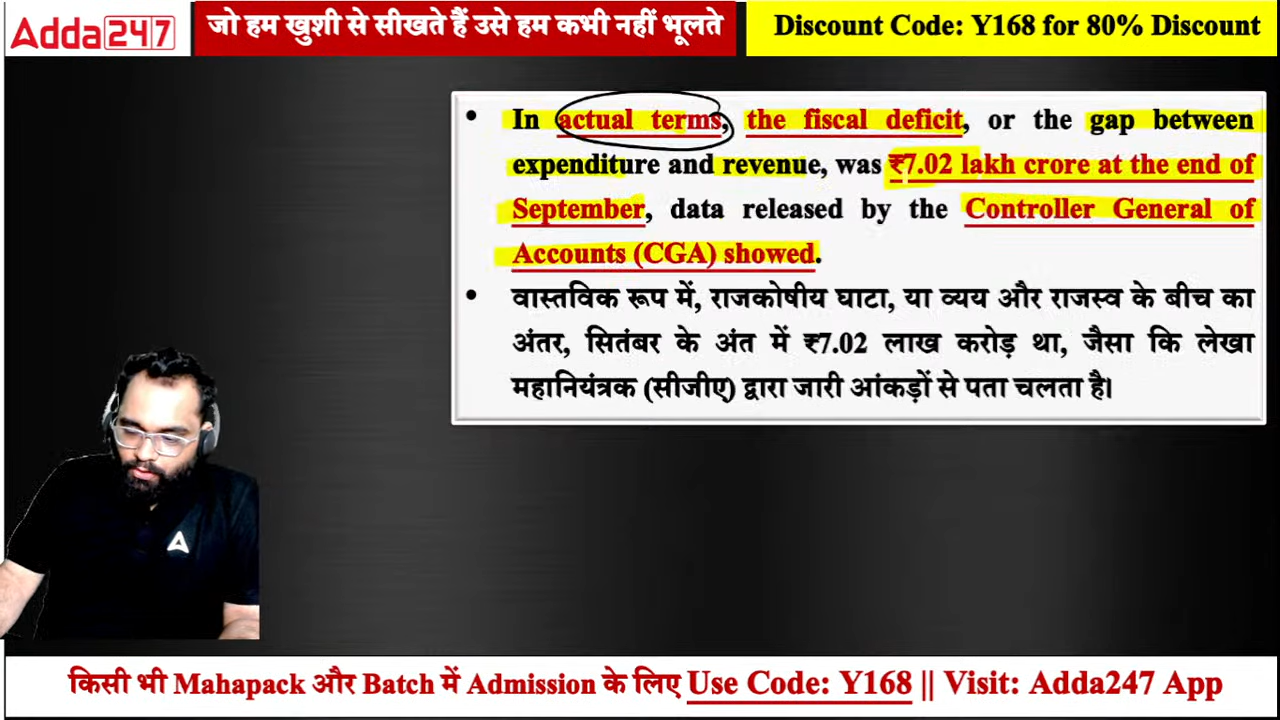 Adda247
जो हम खुशी से सीखते हैं उसे हम कभी नहीं भूलते
Discount Code: Y168 for 80% Discount
• In actual terms, the fiscal deficit, or the gap between
expenditure and revenue, was ₹7.02 lakh crore at the end of
September, data released by the Controller General of
Accounts (CGA) showed.
• वास्तविक रूप में, राजकोषीय घाटा, या व्यय और राजस्व के बीच का
अंतर, सितंबर के अंत में ₹7.02 लाख करोड़ था, जैसा कि लेखा
महानियंत्रक (सीजीए) द्वारा जारी आंकड़ों से पता चलता है।
किसी भी Mahapack और Batch में Admission के लिए Use Code: Y168 || Visit: Adda247 App